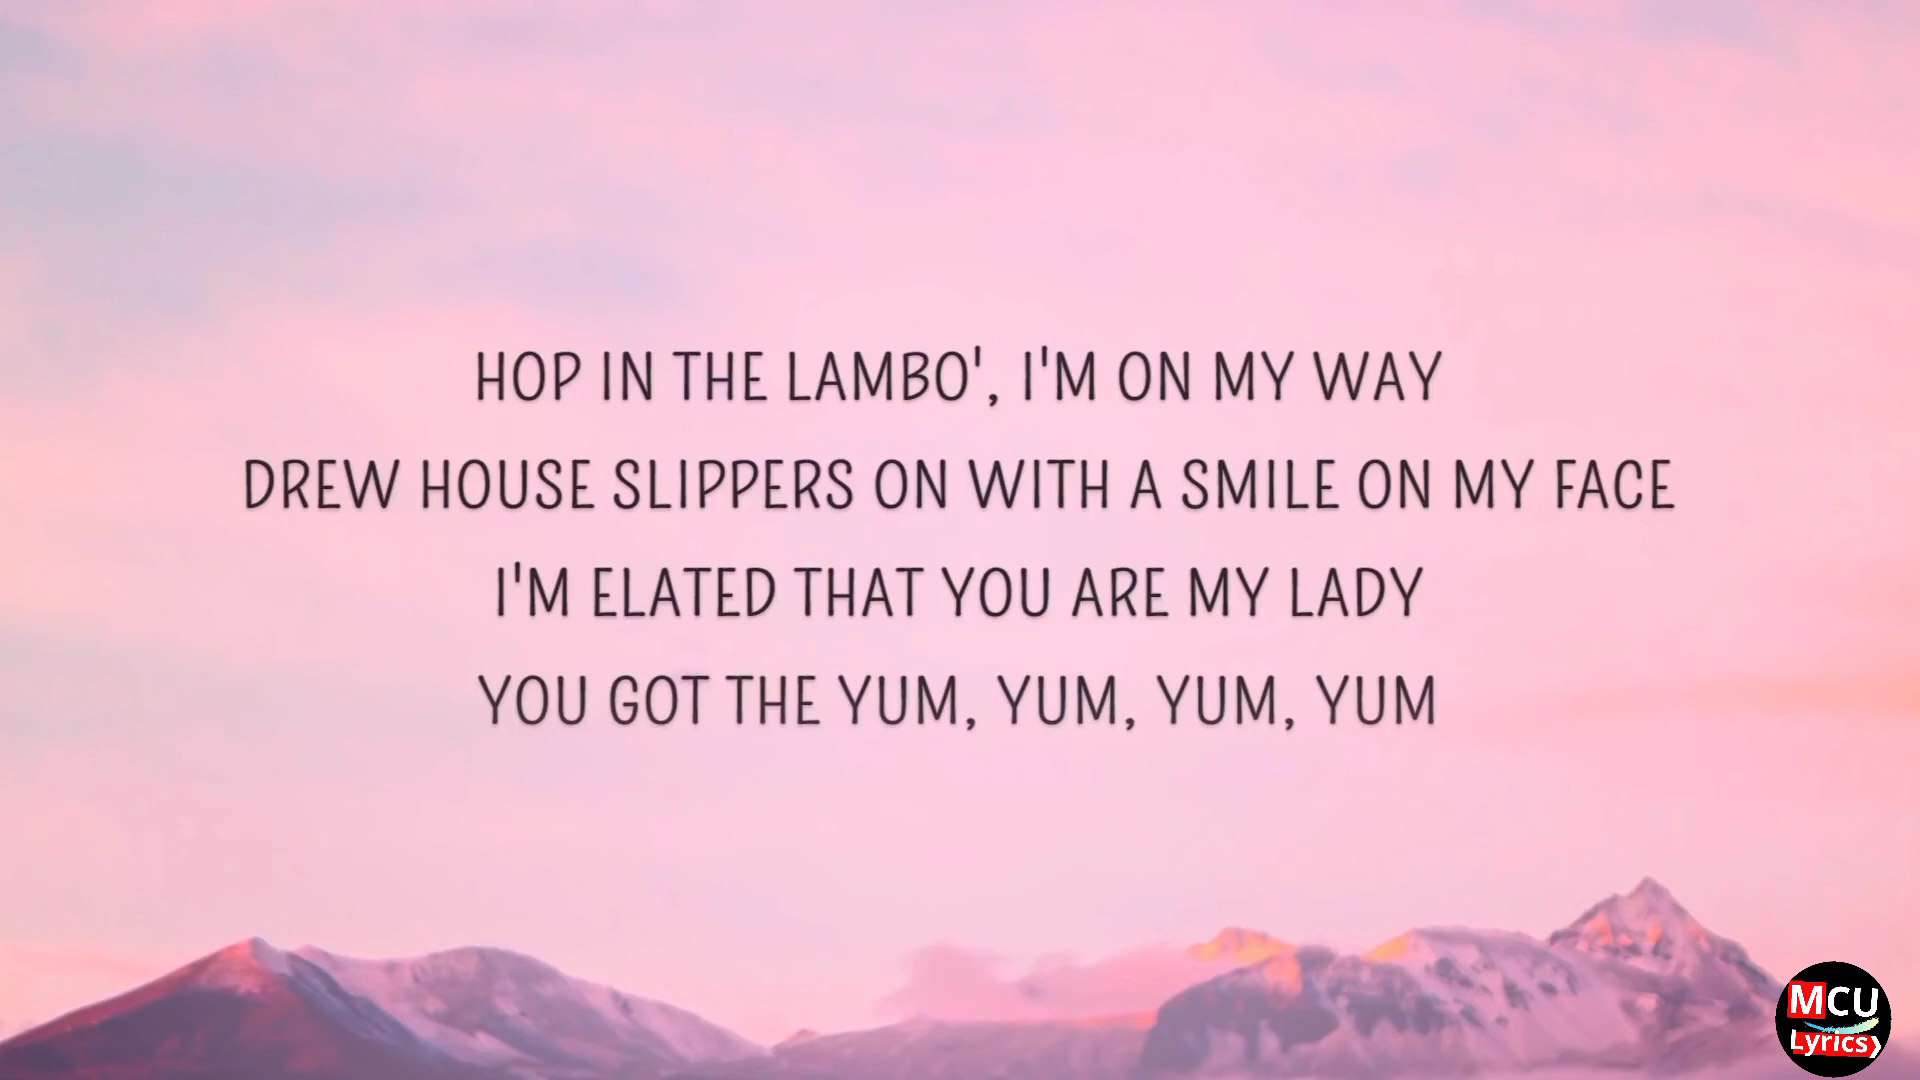 HOP IN THE LAMBO', I'M ON MY WAY
DREW HOUSE SLIPPERS ON WITH A SMILE ON MY FACE
I'M ELATED THAT YOU ARE MY LADY
YOU GOT THE YUM, YUM, YUM, YUM
MCU
Lyrics